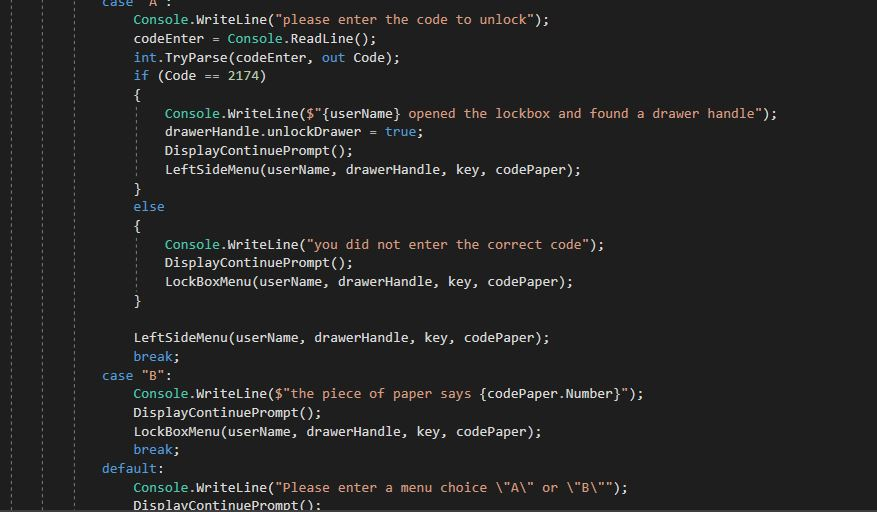 case "A":
Console.WriteLine("please enter the code to unlock");
codeEnter = Console.ReadLine();
int.TryParse(codeEnter, out Code);
if (Code == 2174)
{
Console.WriteLine($"{userName} opened the lockbox and found a drawer handle");
drawerHandle.unlockDrawer = true;
DisplayContinuePrompt();
LeftSideMenu(userName, drawerHandle, key, codePaper);
}
else
{
Console.WriteLine("you did not enter the correct code");
DisplayContinuePrompt();
LockBoxMenu(userName, drawerHandle, key, codePaper);
}
LeftSideMenu(userName, drawerHandle, key, codePaper);
break;
case "B":
Console.WriteLine($"the piece of paper says {codePaper.Number}");
DisplayContinuePrompt();
LockBoxMenu(userName, drawerHandle, key, codePaper);
break;
default:
Console.WriteLine("Please enter a menu choice \"A\" or \"B\"");
DisplayContinuePrompt();